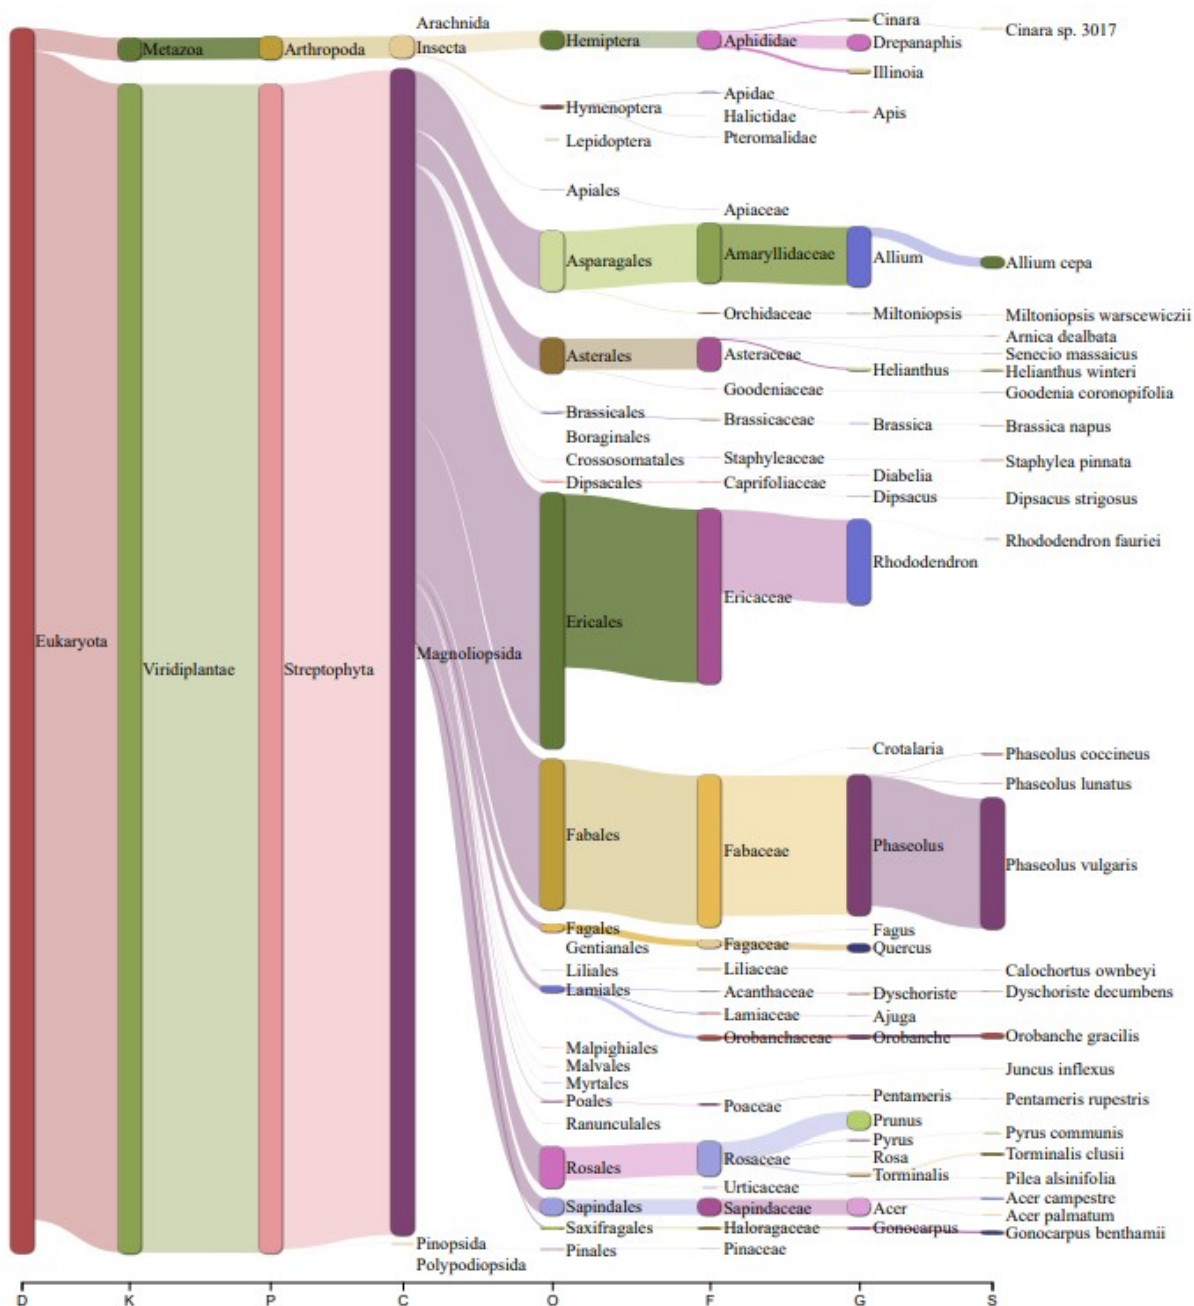 Eukaryota
Metazoa
Viridiplantae
Arthropoda
Streptophyta
Arachnida
Insecta
Magnoliopsida
Pinopsida
Polypodiopsida
Hemiptera
Hymenoptera
Lepidoptera
Apiales
Asparagales
Asterales
Brassicales
Boraginales
Crossosomatales
Dipsacales
Ericales
Fabales
Fagales
Gentianales
Liliales
Lamiales
Malpighiales
Malvales
Myrtales
Poales
Ranunculales
Rosales
Sapindales
Saxifragales
Pinales
Aphididae
Apidae
Halictidae
Pteromalidae
Apiaceae
Amaryllidaceae
Orchidaceae
Asteraceae
Goodeniaceae
Brassicaceae
Staphyleaceae
Caprifoliaceae
Ericaceae
Fabaceae
Fagaceae
Liliaceae
Acanthaceae
Lamiaceae
Orobanchaceae
Poaceae
Rosaceae
Urticaceae
Sapindaceae
Haloragaceae
Pinaceae
Cinara
Drepanaphis
Illinoia
Apis
Allium
Miltoniopsis
Helianthus
Brassica
Diabelia
Dipsacus
Rhododendron
Crotalaria
Phaseolus
Fagus
Quercus
Dyschoriste
Ajuga
Orobanche
Pentameris
Prunus
Pyrus
Rosa
Torminalis
Acer
Gonocarpus
Cinara sp. 3017
Allium cepa
Miltoniopsis warscewiczii
Arnica dealbata
Senecio massaicus
Helianthus winteri
Goodenia coronopifolia
Brassica napus
Staphylea pinnata
Dipsacus strigosus
Rhododendron fauriei
Phaseolus coccineus
Phaseolus lunatus
Phaseolus vulgaris
Calochortus ownbeyi
Dyschoriste decumbens
Orobanche gracilis
Juncus inflexus
Pentameris rupestris
Pyrus communis
Torminalis clusii
Pilea alsinifolia
Acer campestre
Acer palmatum
Gonocarpus benthamii
D K P C O F G S